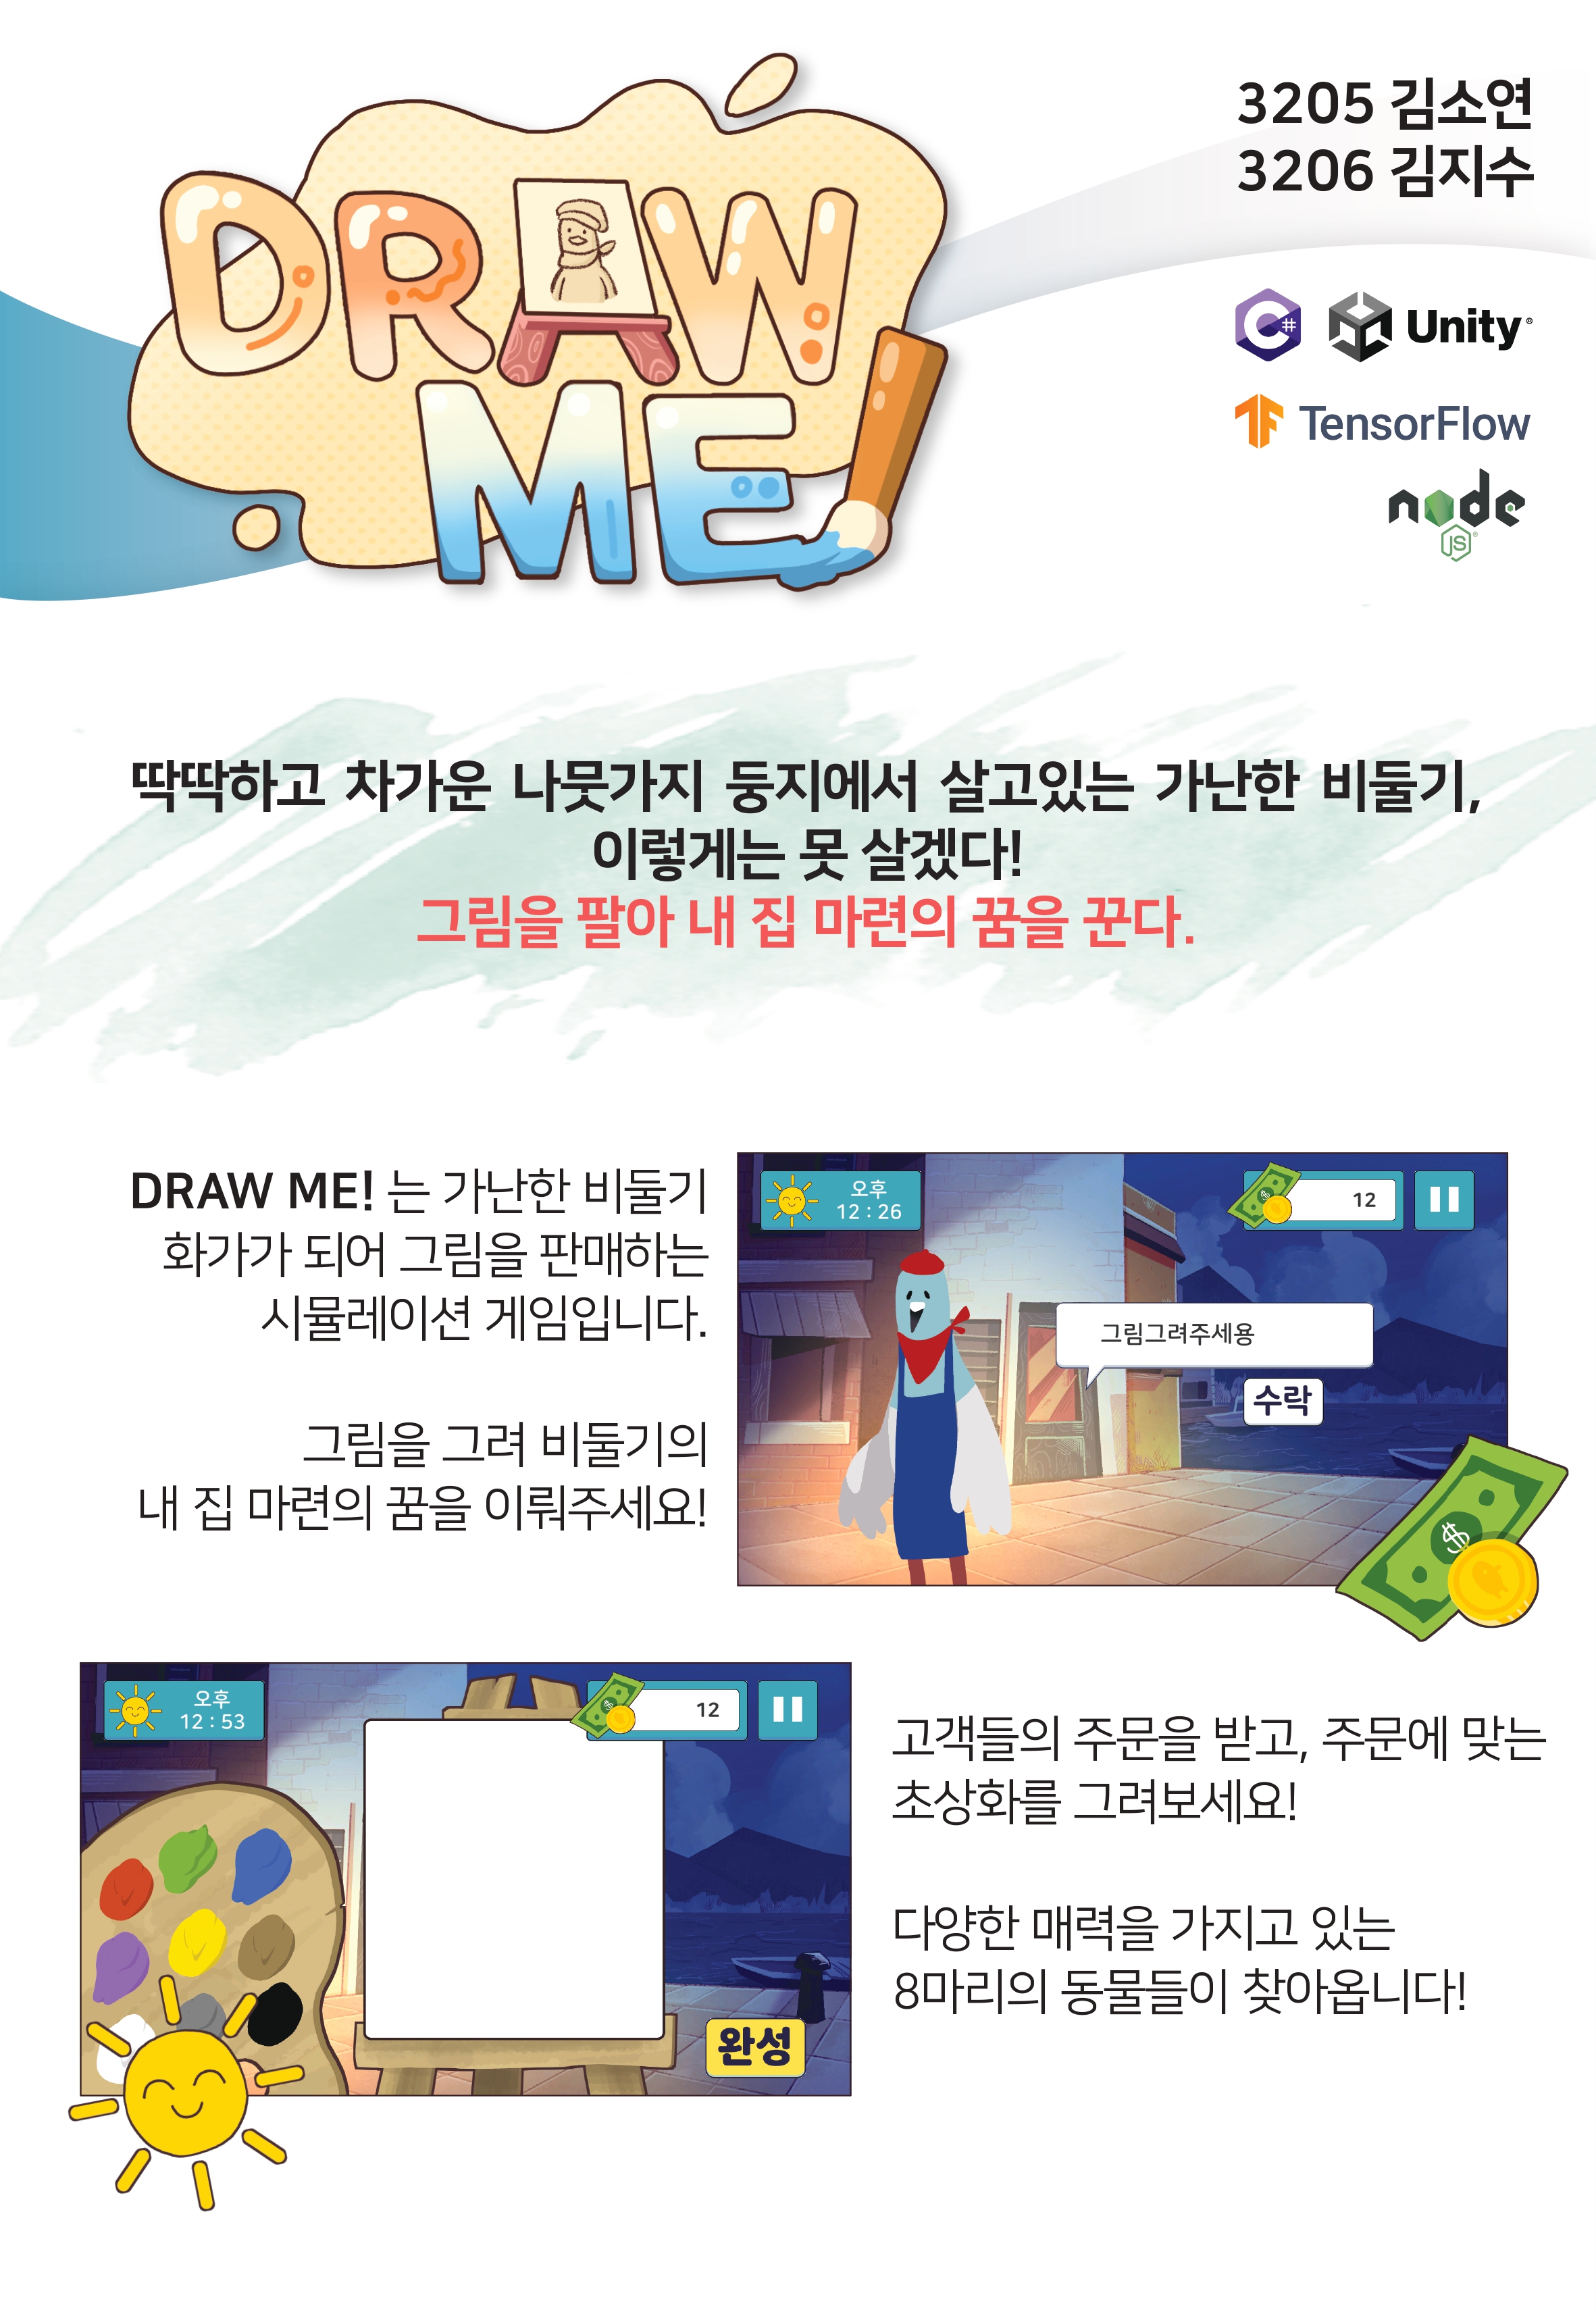 DRAW
ME!
3205 김소연
3206 김지수
C#
Unity®
TensorFlow
node
JS®
딱딱하고 차가운 나뭇가지 둥지에서 살고있는 가난한 비둘기,
이렇게는 못 살겠다!
그림을 팔아 내 집 마련의 꿈을 꾼다.
DRAW ME! 는 가난한 비둘기
화가가 되어 그림을 판매하는
시뮬레이션 게임입니다.
그림을 그려 비둘기의
내 집 마련의 꿈을 이뤄주세요!
오후
12 : 26
$
12
그림그려주세용
수락
$
오후
12 : 53
$
12
완성
고객들의 주문을 받고, 주문에 맞는
초상화를 그려보세요!
다양한 매력을 가지고 있는
8마리의 동물들이 찾아옵니다!